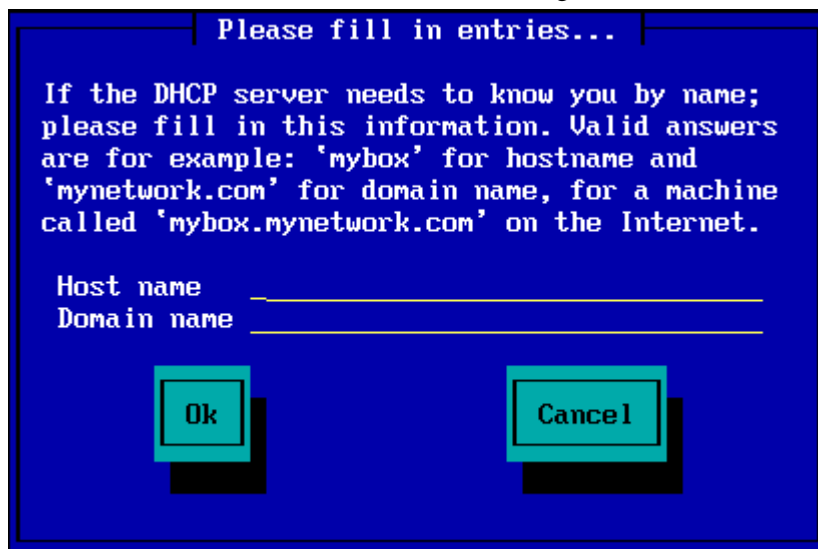 Please fill in entries...
If the DHCP server needs to know you by name;
please fill in this information. Valid answers
are for example: `mybox' for hostname and
`mynetwork.com' for domain name, for a machine
called `mybox.mynetwork.com' on the Internet.
Host name
Domain name
Ok Cancel